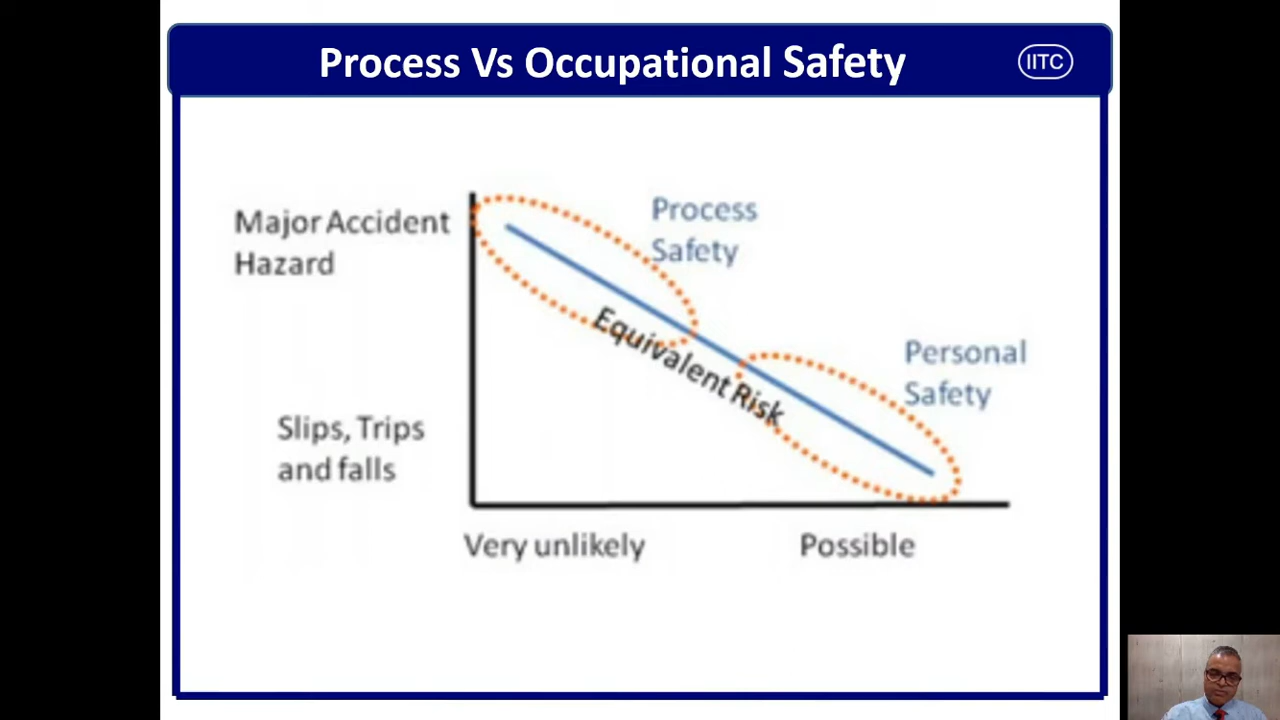 Process Vs Occupational Safety
IITC
Major Accident
Hazard
Process
Safety
Equivalent Risk
Personal
Safety
Slips, Trips
and falls
Very unlikely
Possible